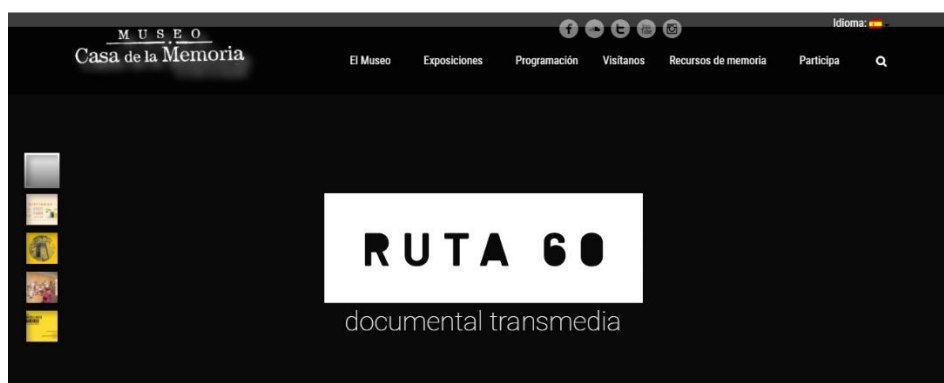 Idioma:
MUSEO
Casa de la Memoria
El Museo Exposiciones Programación Visítanos Recursos de memoria Participa
RUTA 60
documental transmedia